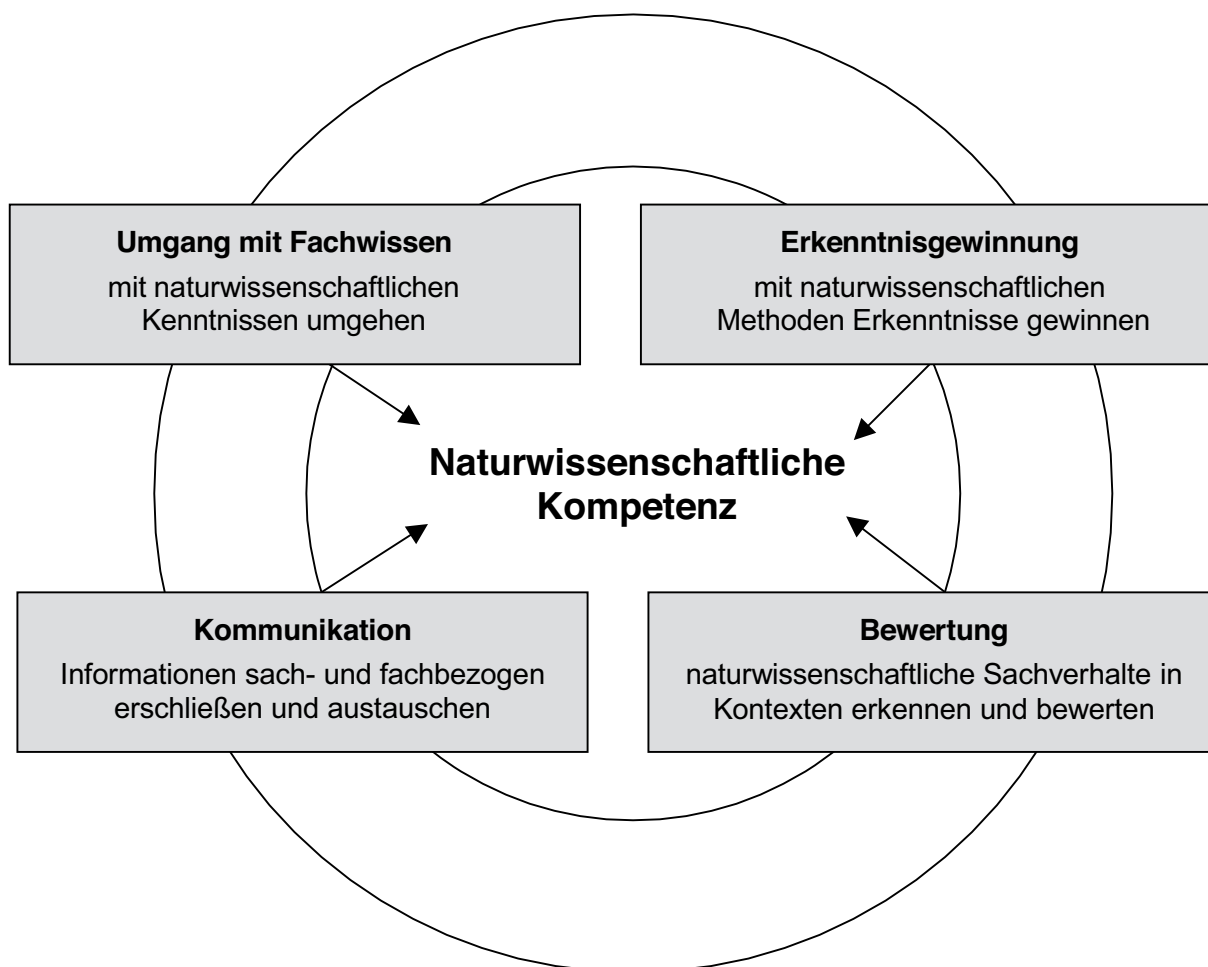 Umgang mit Fachwissen
mit naturwissenschaftlichen
Kenntnissen umgehen
Erkenntnisgewinnung
mit naturwissenschaftlichen
Methoden Erkenntnisse gewinnen
Naturwissenschaftliche
Kompetenz
Kommunikation
Informationen sach- und fachbezogen
erschließen und austauschen
Bewertung
naturwissenschaftliche Sachverhalte in
Kontexten erkennen und bewerten